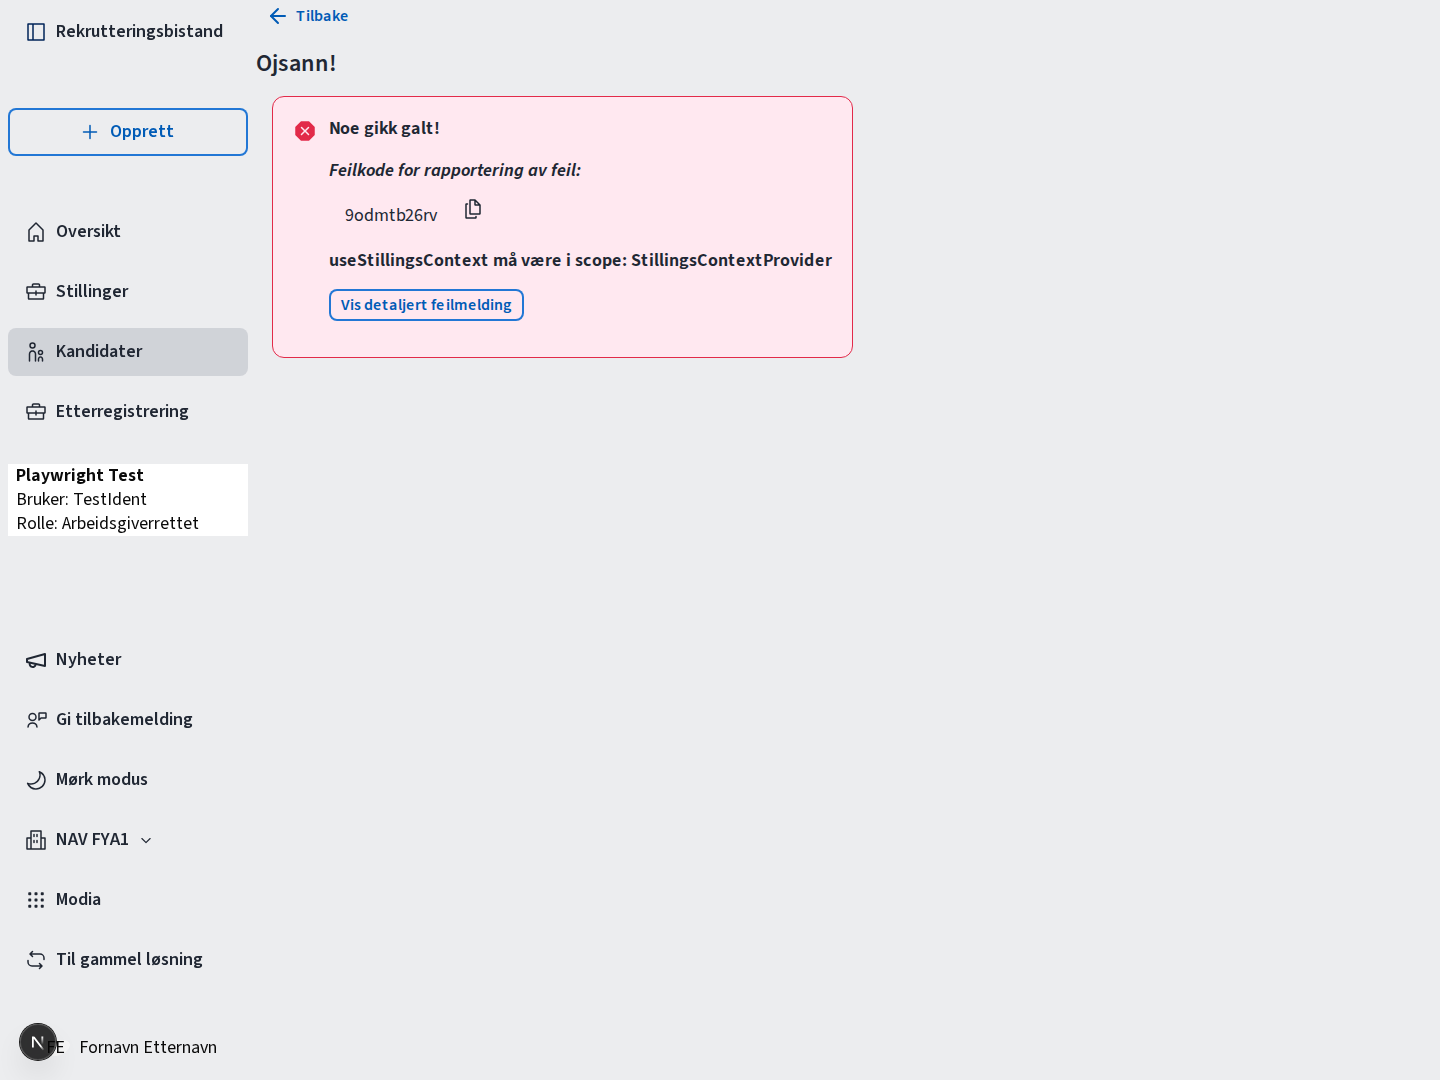 Rekrutteringsbistand
Opprett
Oversikt
Stillinger
Kandidater
Etterregistrering
Playwright Test
Bruker: TestIdent
Rolle: Arbeidsgiverrettet
Nyheter
Gi tilbakemelding
Mørk modus
NAV FYA1
Modia
Til gammel løsning
N
FE Fornavn Etternavn
Tilbake
Ojsann!
Noe gikk galt!
Feilkode for rapportering av feil:
9odmtb26rv
useStillingsContext må være i scope: StillingsContextProvider
Vis detaljert feilmelding